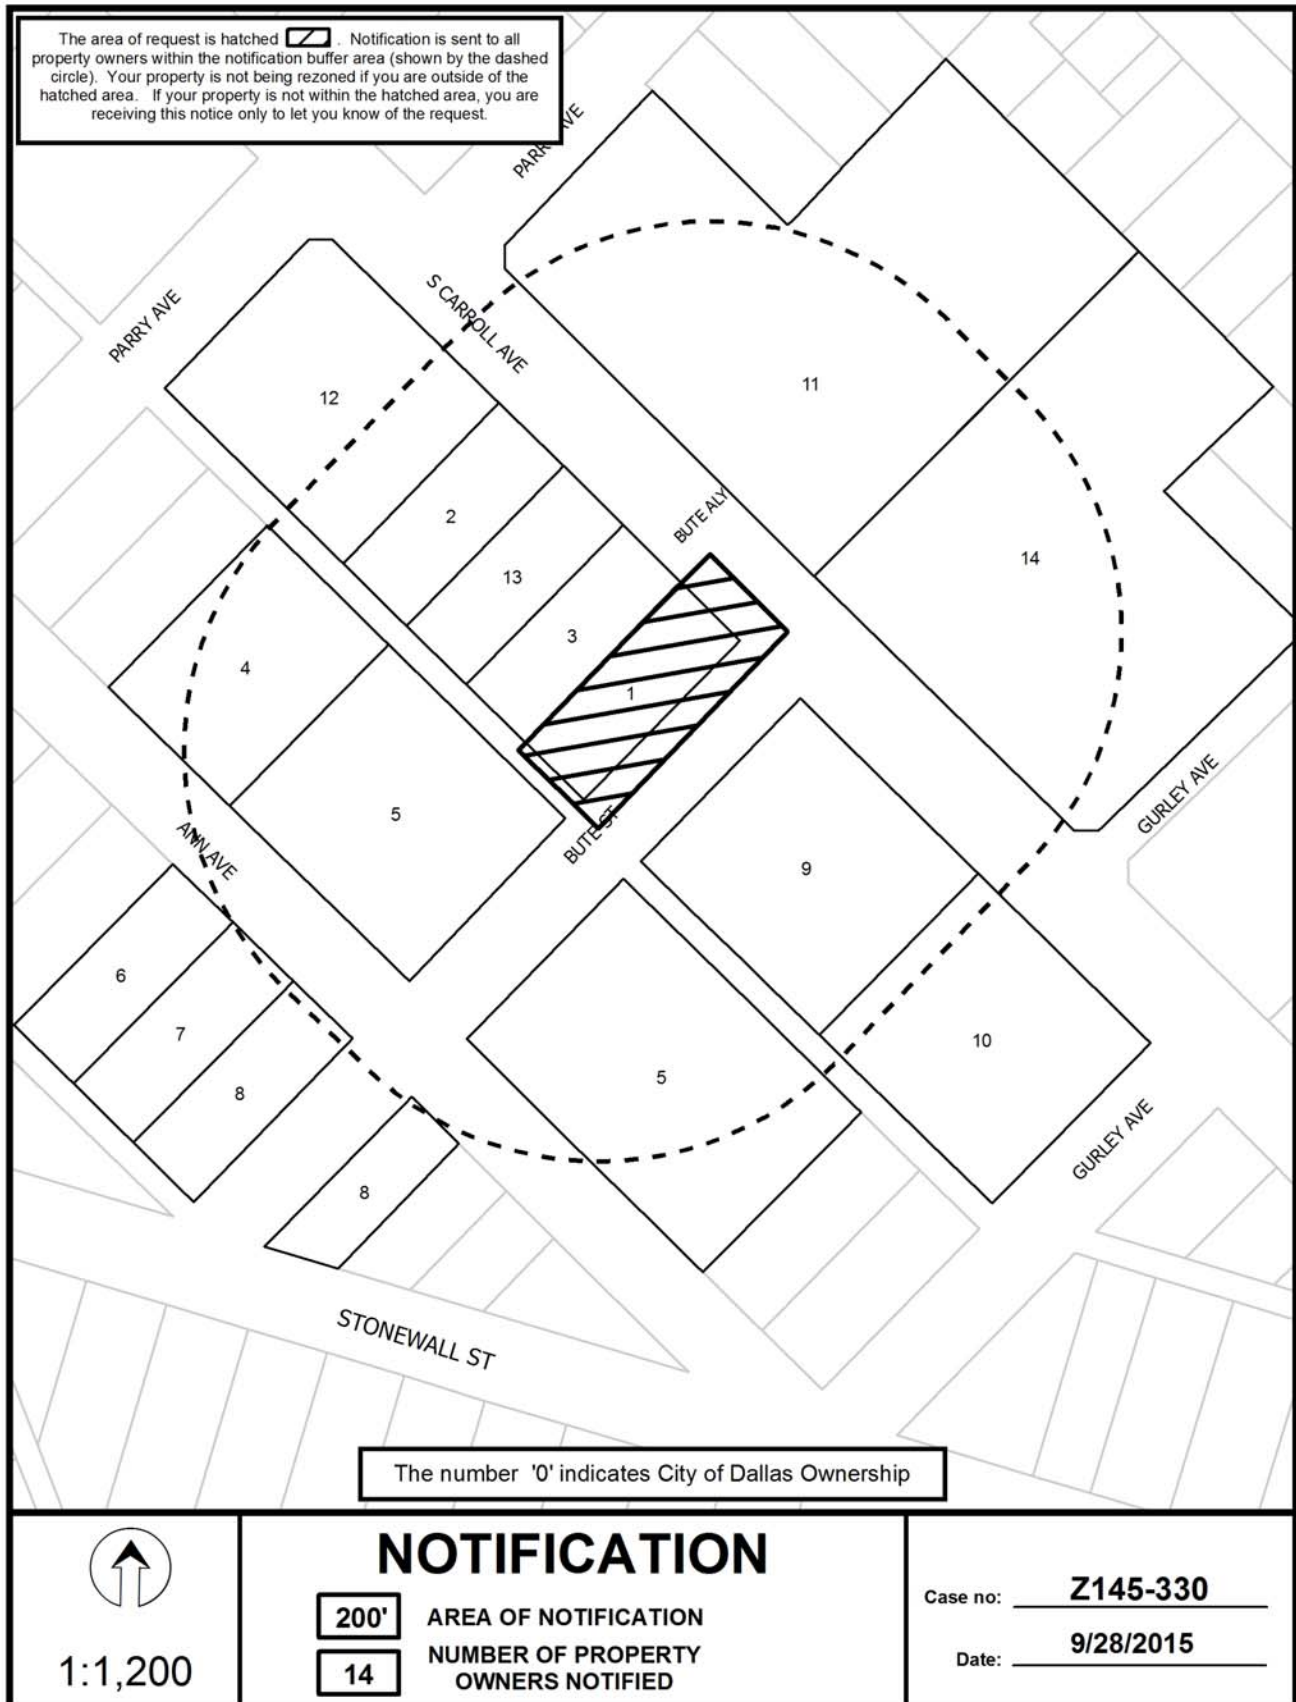 The area of request is hatched . Notification is sent to all
property owners within the notification buffer area (shown by the dashed
circle). Your property is not being rezoned if you are outside of the
hatched area. If your property is not within the hatched area, you are
receiving this notice only to let you know of the request.
PARRY AVE
PARRY AVE
S CARROLL AVE
12
11
2
BUTE ALY
13
14
3
4
1
5
ANN AVE
BUTE ST
GURLEY AVE
9
6
7
10
5
8
GURLEY AVE
8
STONEWALL ST
The number '0' indicates City of Dallas Ownership
1:1,200
NOTIFICATION
200' AREA OF NOTIFICATION
14 NUMBER OF PROPERTY
OWNERS NOTIFIED
Case no: Z145-330
Date: 9/28/2015